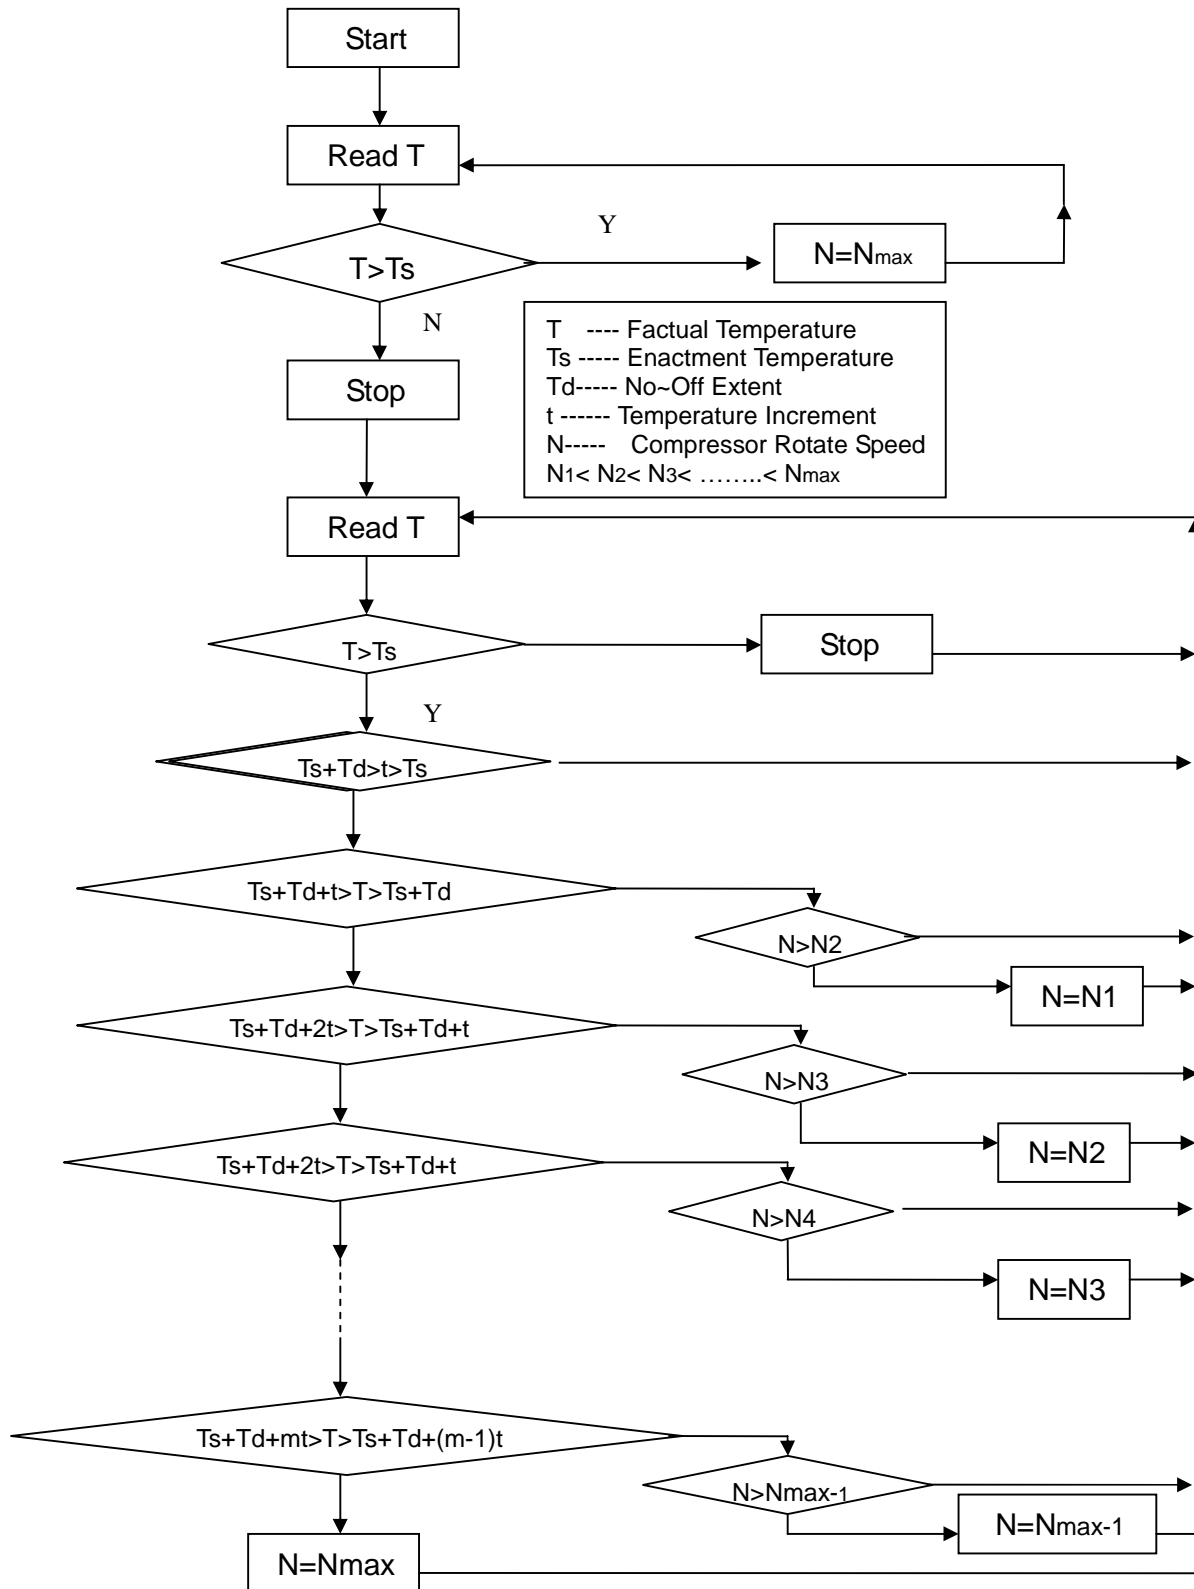 Start
Read T
Y
T>Ts
N=Nmax
N
T ---- Factual Temperature
Ts ----- Enactment Temperature
Td----- No~Off Extent
t ------ Temperature Increment
N----- Compressor Rotate Speed
N1< N2< N3< ……..< Nmax
Stop
Read T
T>Ts
Stop
Y
Ts+Td>t>Ts
Ts+Td+t>T>Ts+Td
N>N2
N=N1
Ts+Td+2t>T>Ts+Td+t
N>N3
N=N2
Ts+Td+2t>T>Ts+Td+t
N>N4
N=N3
Ts+Td+mt>T>Ts+Td+(m-1)t
N>Nmax-1
N=Nmax-1
N=Nmax